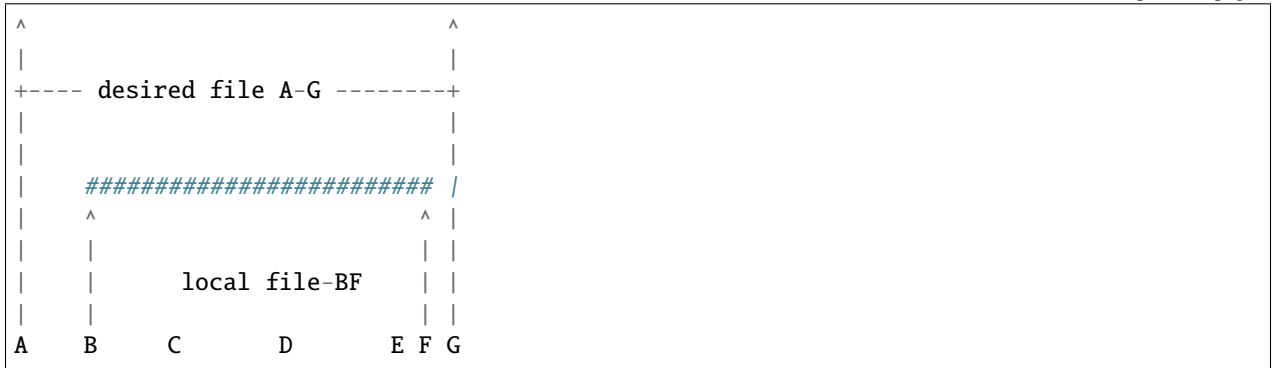 ^                              ^
|                              |
+---- desired file A-G --------+
|                              |
|                              |
|    ######################### |
|    ^                       ^ |
|    |                       | |
|    |      local file-BF    | |
|    |                       | |
A    B     C       D       E F G